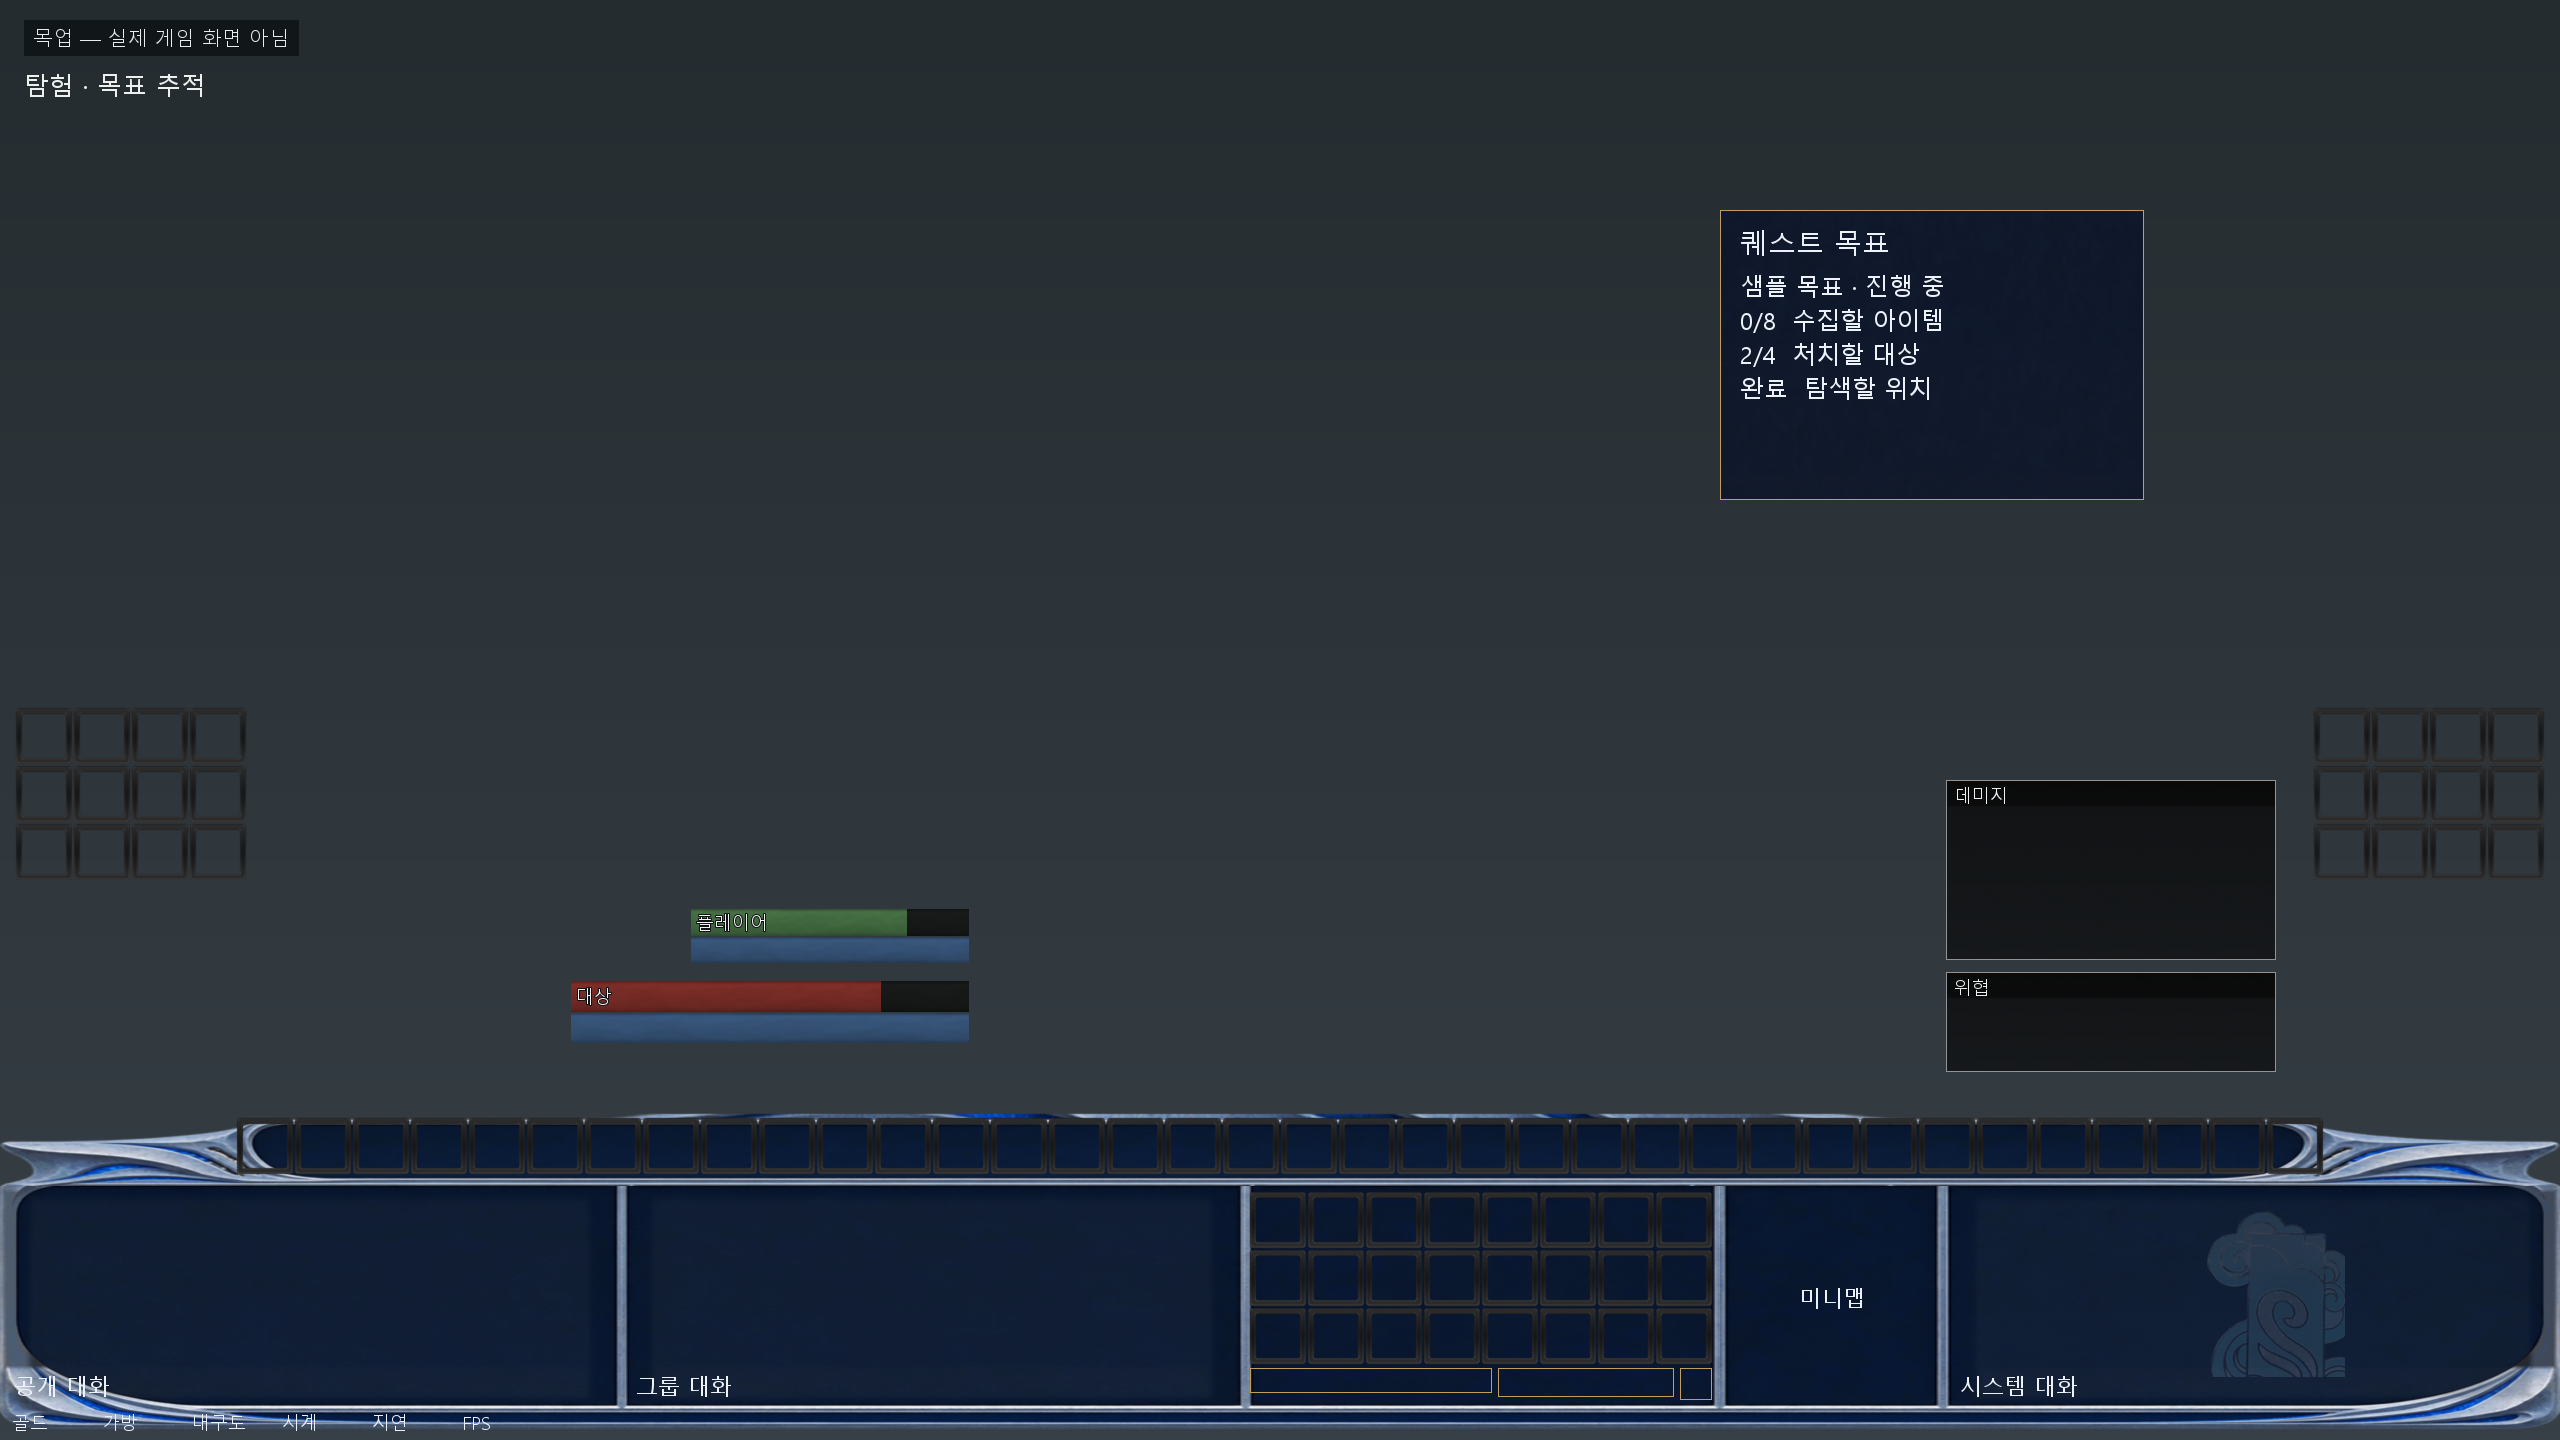 목업 — 실제 게임 화면 아님
탐험 · 목표 추적
퀘스트 목표
샘플 목표 · 진행 중
0/8 수집할 아이템
2/4 처치할 대상
완료 탐색할 위치
데미지
플레이어
위협
대상
미니맵
공개 대화
그룹 대화
시스템 대화
골드 가방 내구도 시계 지연 FPS